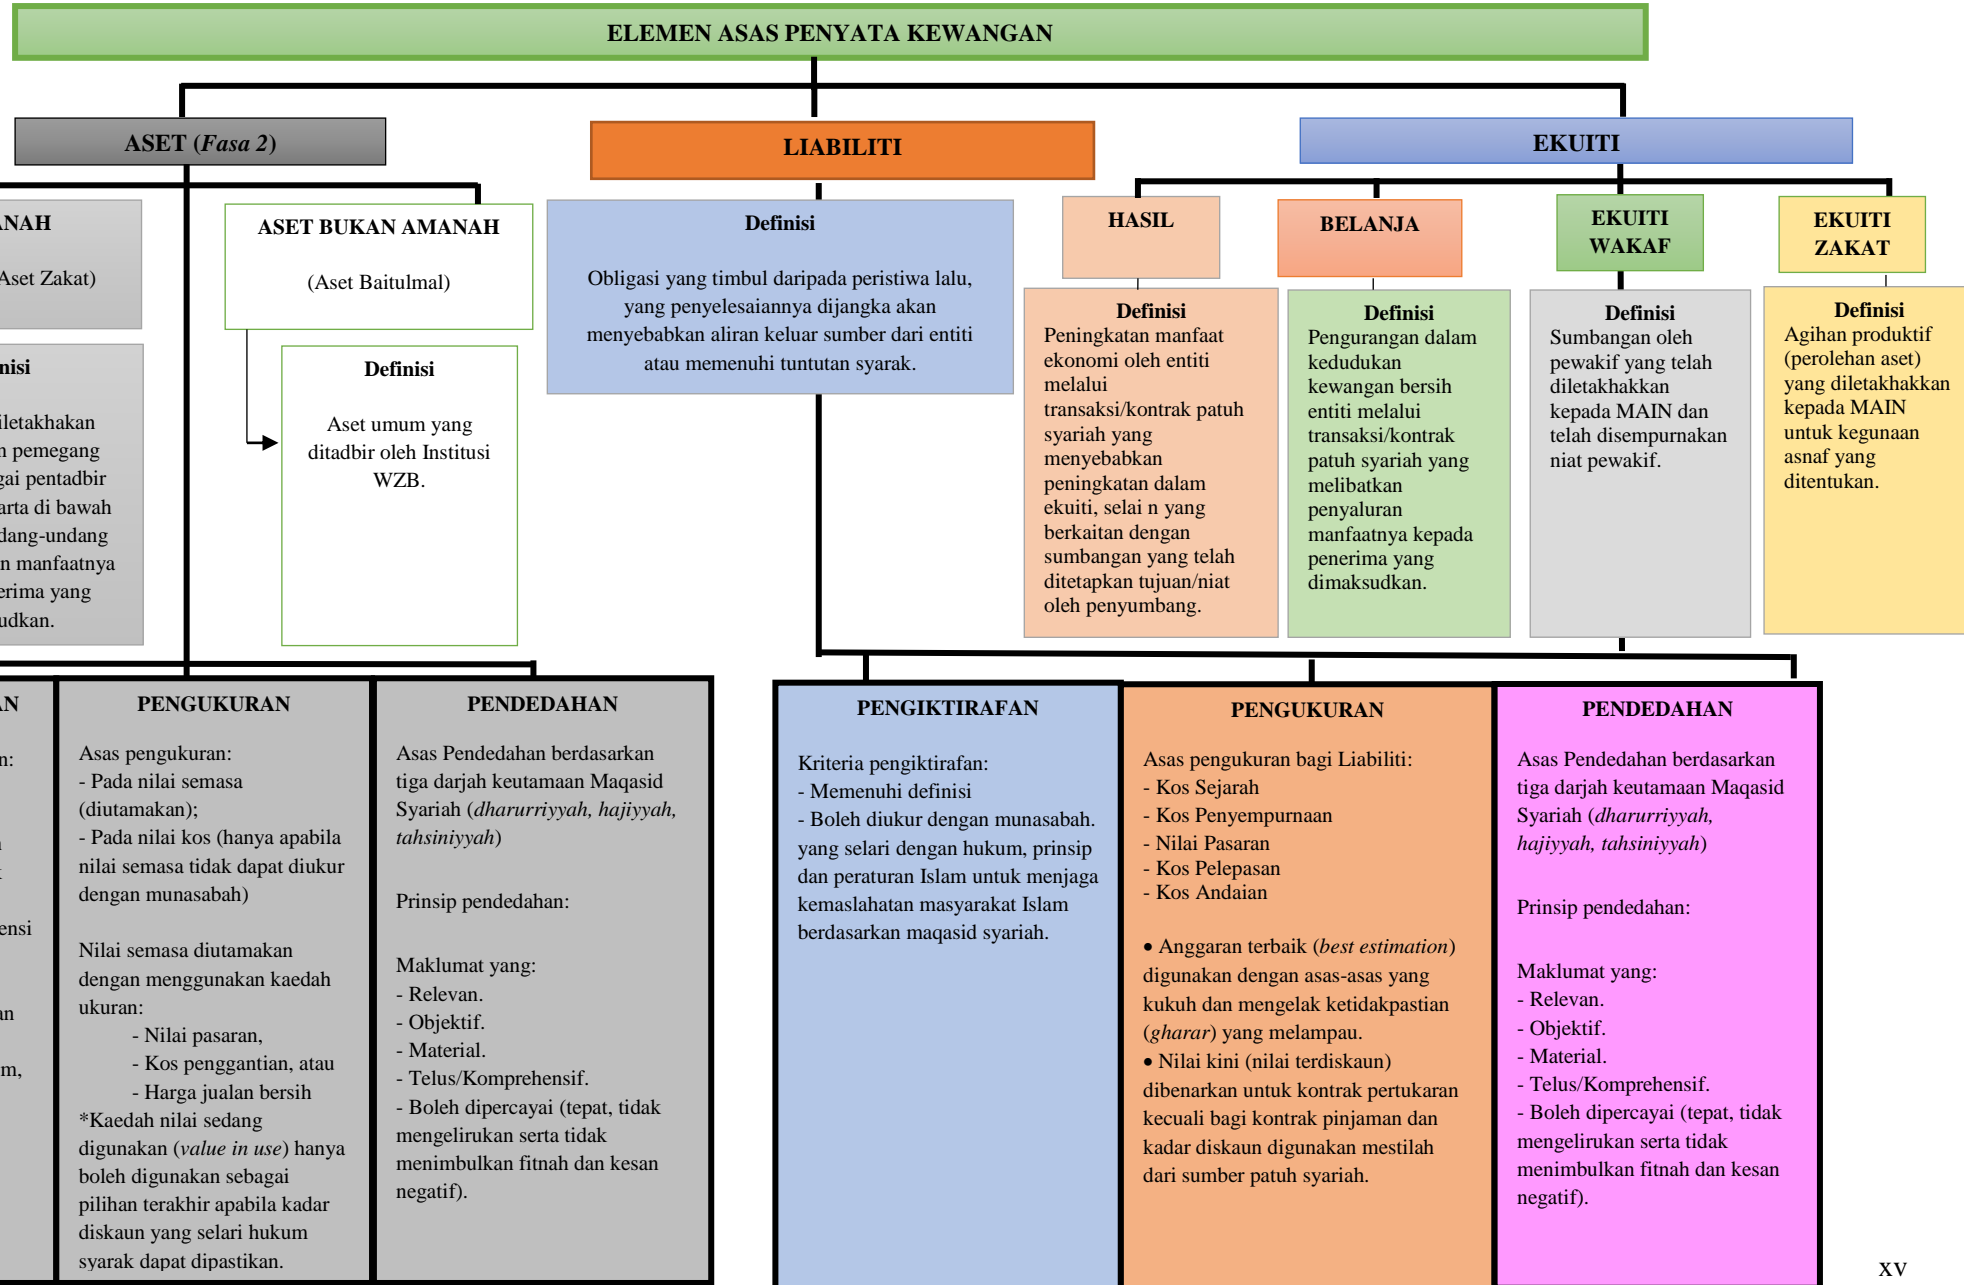 ELEMEN ASAS PENYATA KEWANGAN
ASET (Fasa 2)
LIABILITI
EKUITI
Aset Zakat)
ASET BUKAN AMANAH
(Aset Baitulmal)
Definisi
Aset umum yang
ditadbir oleh Institusi
WZB.
pemegang
pentadbir
di bawah
manfaatnya
yang
Definisi
Obligasi yang timbul daripada peristiwa lalu,
yang penyelesaiannya dijangka akan
menyebabkan aliran keluar sumber dari entiti
atau memenuhi tuntutan syarak.
HASIL
Definisi
Peningkatan manfaat
ekonomi oleh entiti
melalui
transaksi/kontrak patuh
syariah yang
menyebabkan
peningkatan dalam
ekuiti, selai n yang
berkaitan dengan
sumbangan yang telah
ditetapkan tujuan/niat
oleh penyumbang.
BELANJA
Definisi
Pengurangan dalam
kedudukan
kewangan bersih
entiti melalui
transaksi/kontrak
patuh syariah yang
melibatkan
penyaluran
manfaatnya kepada
penerima yang
dimaksudkan.
EKUITI
WAKAF
Definisi
Sumbangan oleh
pewakif yang telah
diletakhakkan
kepada MAIN dan
telah disempurnakan
niat pewakif.
EKUITI
ZAKAT
Definisi
Agihan produktif
(perolehan aset)
yang diletakhakkan
kepada MAIN
untuk kegunaan
asnaf yang
ditentukan.
PENGUKURAN
Asas pengukuran:
- Pada nilai semasa
(diutamakan);
- Pada nilai kos (hanya apabila
nilai semasa tidak dapat diukur
dengan munasabah)
Nilai semasa diutamakan
dengan menggunakan kaedah
ukuran:
- Nilai pasaran,
- Kos penggantian, atau
- Harga jualan bersih
*Kaedah nilai sedang
digunakan (value in use) hanya
boleh digunakan sebagai
pilihan terakhir apabila kadar
diskaun yang selari hukum
syarak dapat dipastikan.
PENDEDAHAN
Asas Pendedahan berdasarkan
tiga darjah keutamaan Maqasid
Syariah (dharurriyyah, hajiyyah,
tahsiniyyah)
Prinsip pendedahan:
Maklumat yang:
- Relevan.
- Objektif.
- Material.
- Telus/Komprehensif.
- Boleh dipercayai (tepat, tidak
mengelirukan serta tidak
menimbulkan fitnah dan kesan
negatif).
PENGIKTIRAFAN
Kriteria pengiktirafan:
- Memenuhi definisi
- Boleh diukur dengan munasabah.
yang selari dengan hukum, prinsip
dan peraturan Islam untuk menjaga
kemaslahatan masyarakat Islam
berdasarkan maqasid syariah.
PENGUKURAN
Asas pengukuran bagi Liabiliti:
- Kos Sejarah
- Kos Penyempurnaan
- Nilai Pasaran
- Kos Pelepasan
- Kos Andaian
• Anggaran terbaik (best estimation)
digunakan dengan asas-asas yang
kukuh dan mengelak ketidakpastian
(gharar) yang melampau.
• Nilai kini (nilai terdiskaun)
dibenarkan untuk kontrak pertukaran
kecuali bagi kontrak pinjaman dan
kadar diskaun digunakan mestilah
dari sumber patuh syariah.
PENDEDAHAN
Asas Pendedahan berdasarkan
tiga darjah keutamaan Maqasid
Syariah (dharurriyyah,
hajiyyah, tahsiniyyah)
Prinsip pendedahan:
Maklumat yang:
- Relevan.
- Objektif.
- Material.
- Telus/Komprehensif.
- Boleh dipercayai (tepat, tidak
mengelirukan serta tidak
menimbulkan fitnah dan kesan
negatif).
xv